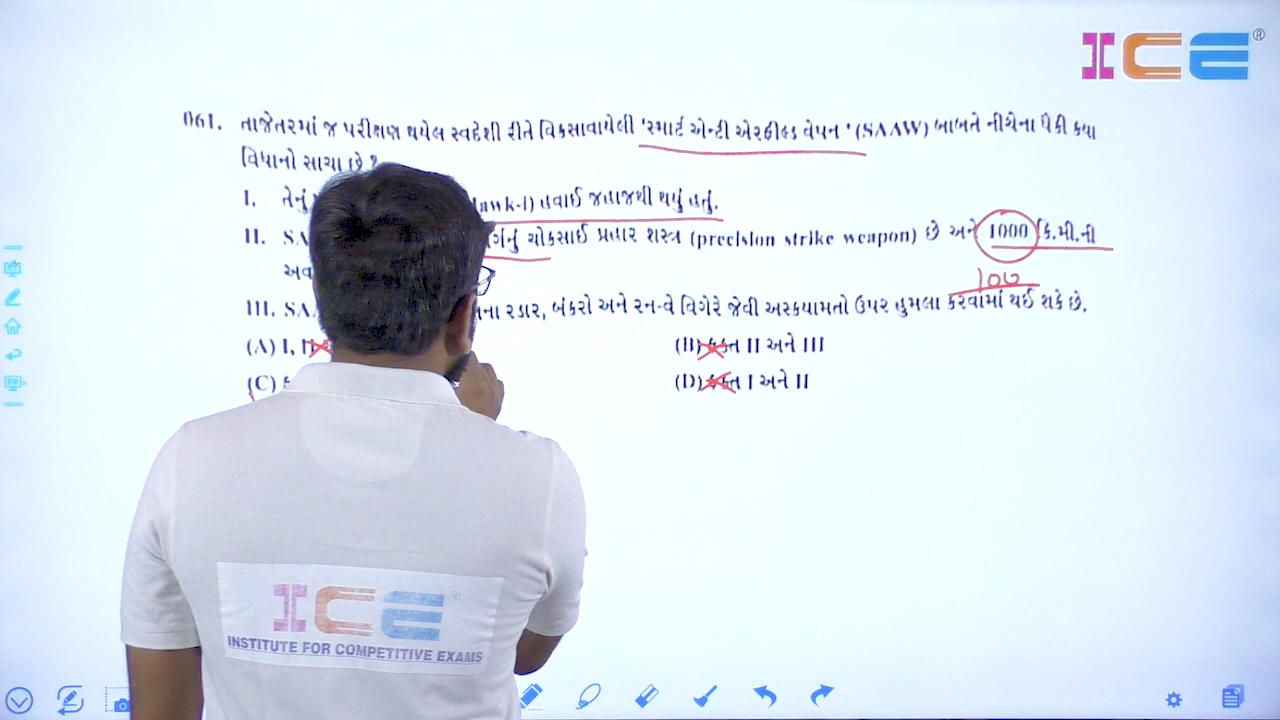 ICE®
061. તાજેતરમાં જ પરીક્ષણ થયેલ સ્વદેશી રીતે વિકસાવાયેલી 'સ્માર્ટ એન્ટી એરફીલ્ડ વેપન' (SAAW) બાબતે નીચેના પૈકી કયા
વિધાનો સાચા છે ?
I. તેનું awk-i) હવાઈ જહાજથી થયું હતું.
II. SA ર્ગનું ચોકસાઈ પ્રહાર શસ્ત્ર (precision strike weapon) છે અને 1000 કિ.મી.ની
100
અવ
III. SA ના રડાર, બંકરો અને રન-વે વિગેરે જેવી અસ્કયામતો ઉપર હુમલા કરવામાં થઈ શકે છે.
(A) I, II (B) ફક્ત II અને III
(C) (D) ફક્ત I અને II
ICE®
INSTITUTE FOR COMPETITIVE EXAMS